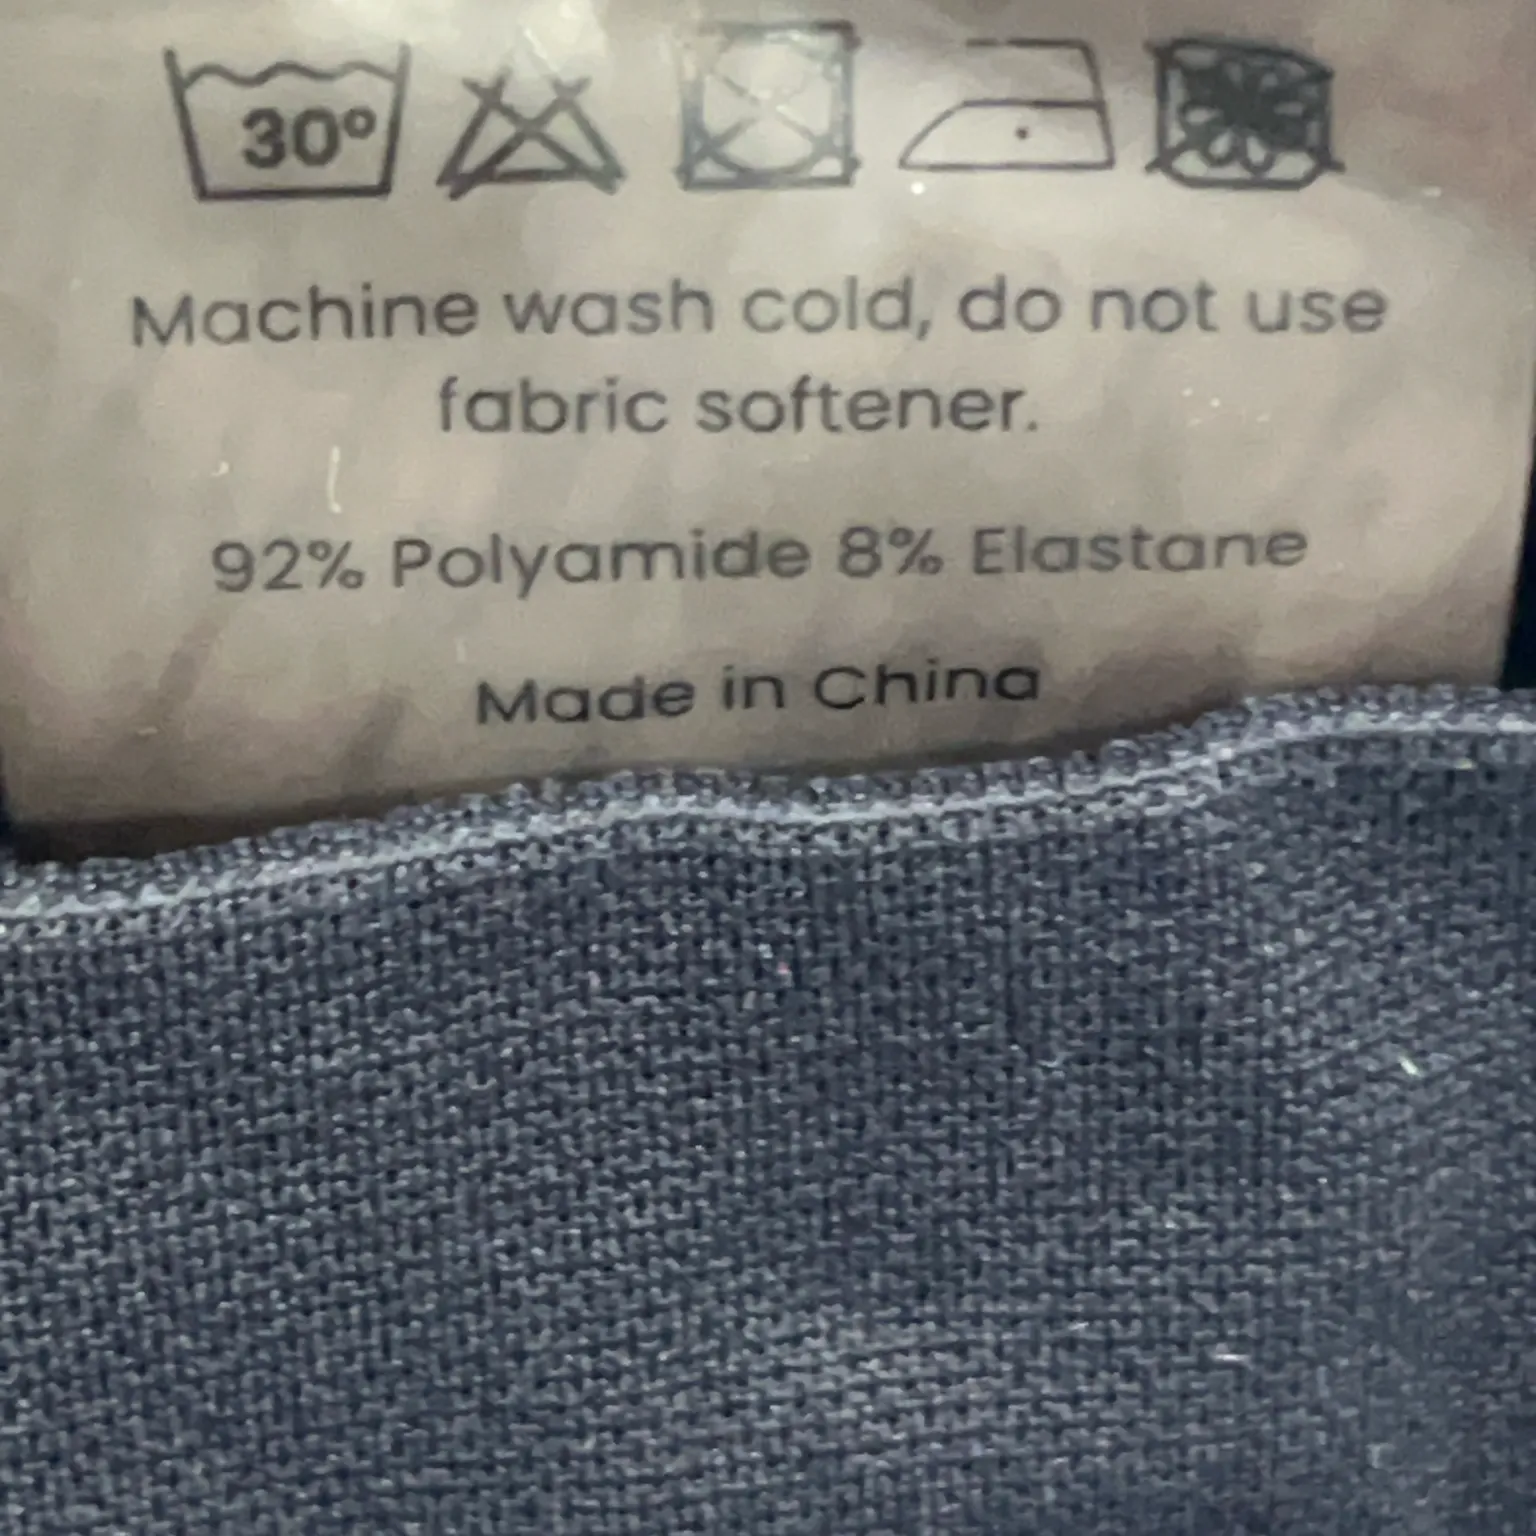 30°
Machine wash cold, do not use
fabric softener.
92% Polyamide 8% Elastane
Made in China